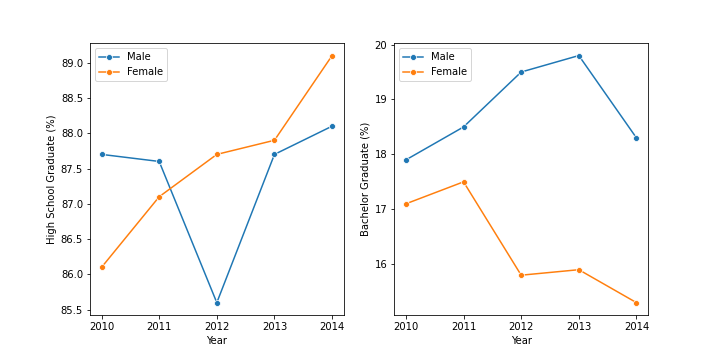 Male
Female
89.0
88.5
88.0
87.5
87.0
86.5
86.0
85.5
High School Graduate (%)
2010 2011 2012 2013 2014
Year
Male
Female
20
19
18
17
16
Bachelor Graduate (%)
2010 2011 2012 2013 2014
Year